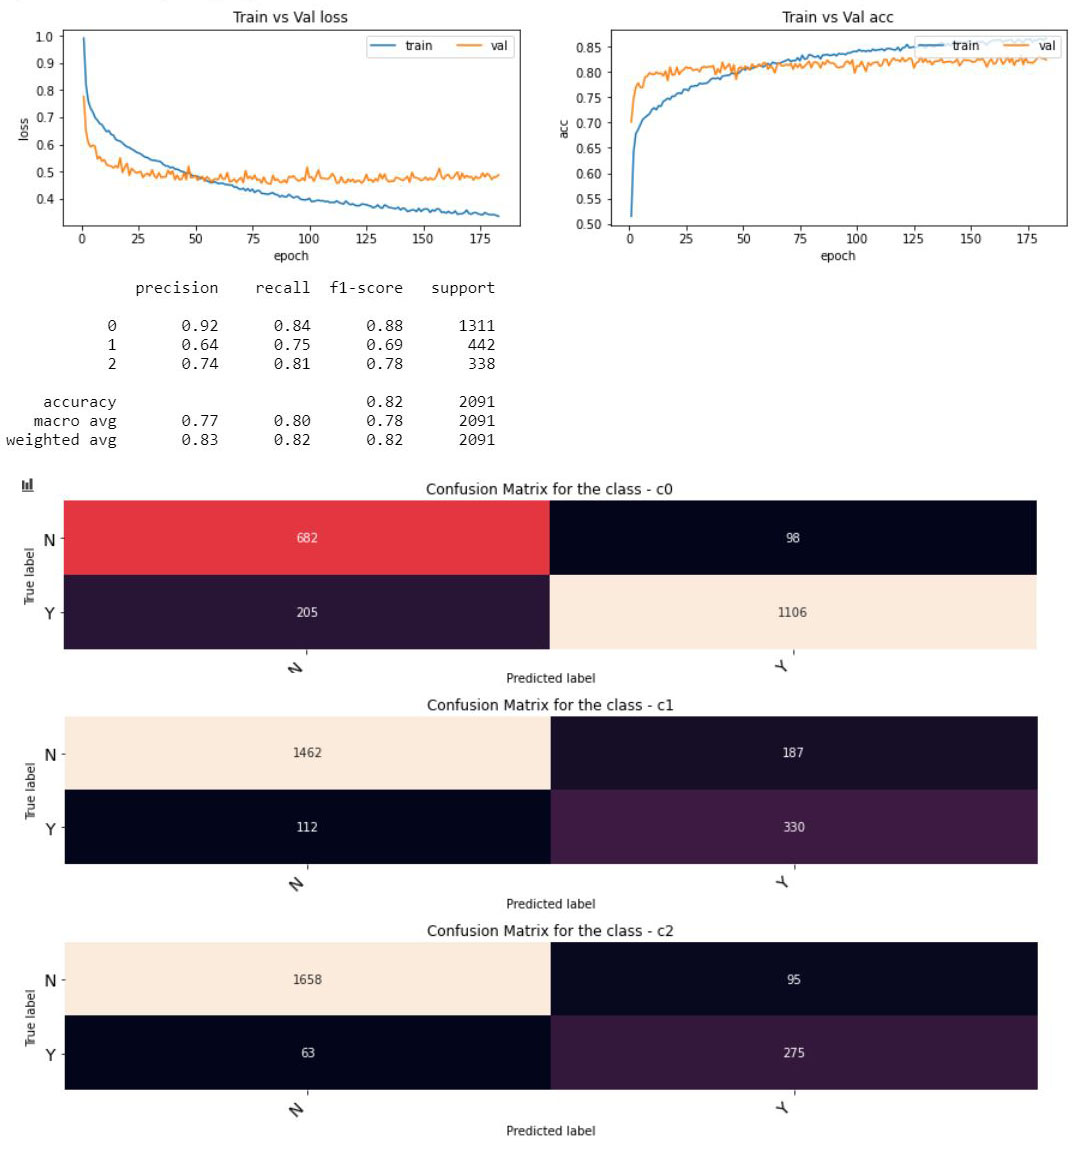 Train vs Val loss
train val
1.0
0.9
0.8
0.7
0.6
0.5
0.4
loss
0 25 50 75 100 125 150 175
epoch
Train vs Val acc
train val
0.85
0.80
0.75
0.70
0.65
0.60
0.55
0.50
acc
0 25 50 75 100 125 150 175
epoch
precision recall f1-score support
0 0.92 0.84 0.88 1311
1 0.64 0.75 0.69 442
2 0.74 0.81 0.78 338
accuracy 0.82 2091
macro avg 0.77 0.80 0.78 2091
weighted avg 0.83 0.82 0.82 2091
Confusion Matrix for the class - c0
True label
N 682 98
Y 205 1106
N Y
Predicted label
Confusion Matrix for the class - c1
True label
N 1462 187
Y 112 330
N Y
Predicted label
Confusion Matrix for the class - c2
True label
N 1658 95
Y 63 275
N Y
Predicted label